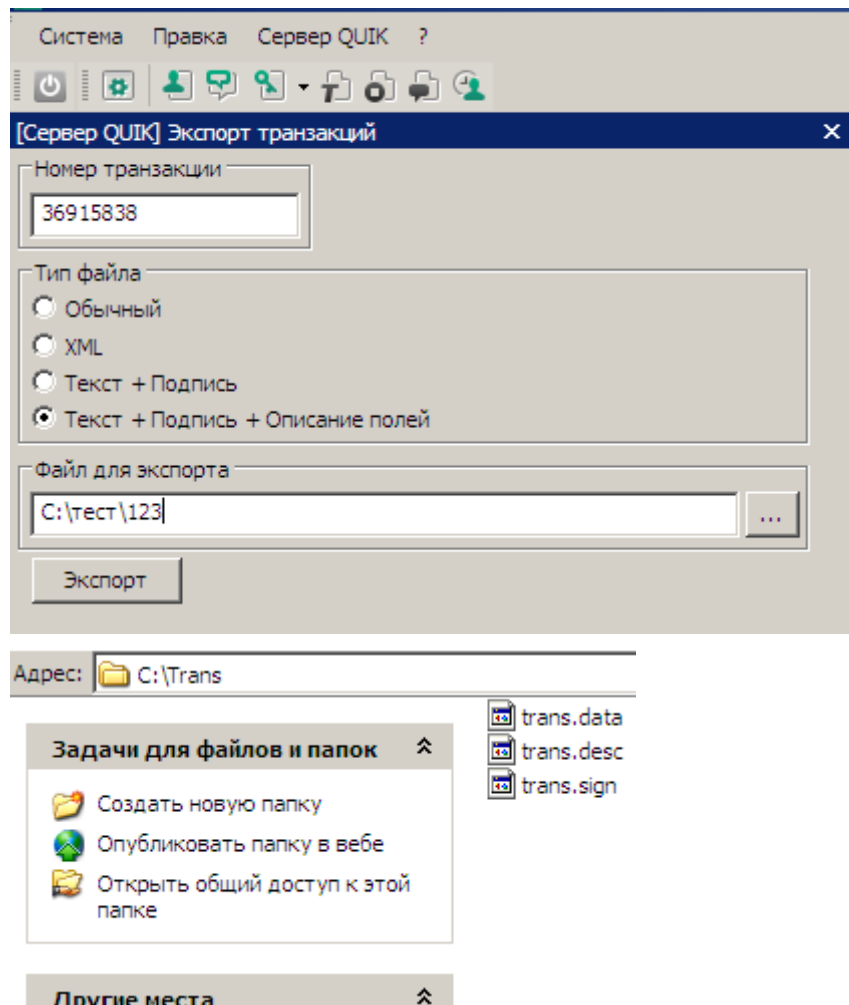 Система Правка Сервер QUIK ?
[Сервер QUIK] Экспорт транзакций
Номер транзакции
36915838
Тип файла
Обычный
XML
Текст + Подпись
Текст + Подпись + Описание полей
Файл для экспорта
C:\тест\123
...
Экспорт
Адрес: C:\Trans
trans.data
trans.desc
trans.sign
Задачи для файлов и папок
Создать новую папку
Опубликовать папку в вебе
Открыть общий доступ к этой
папке
Другие места